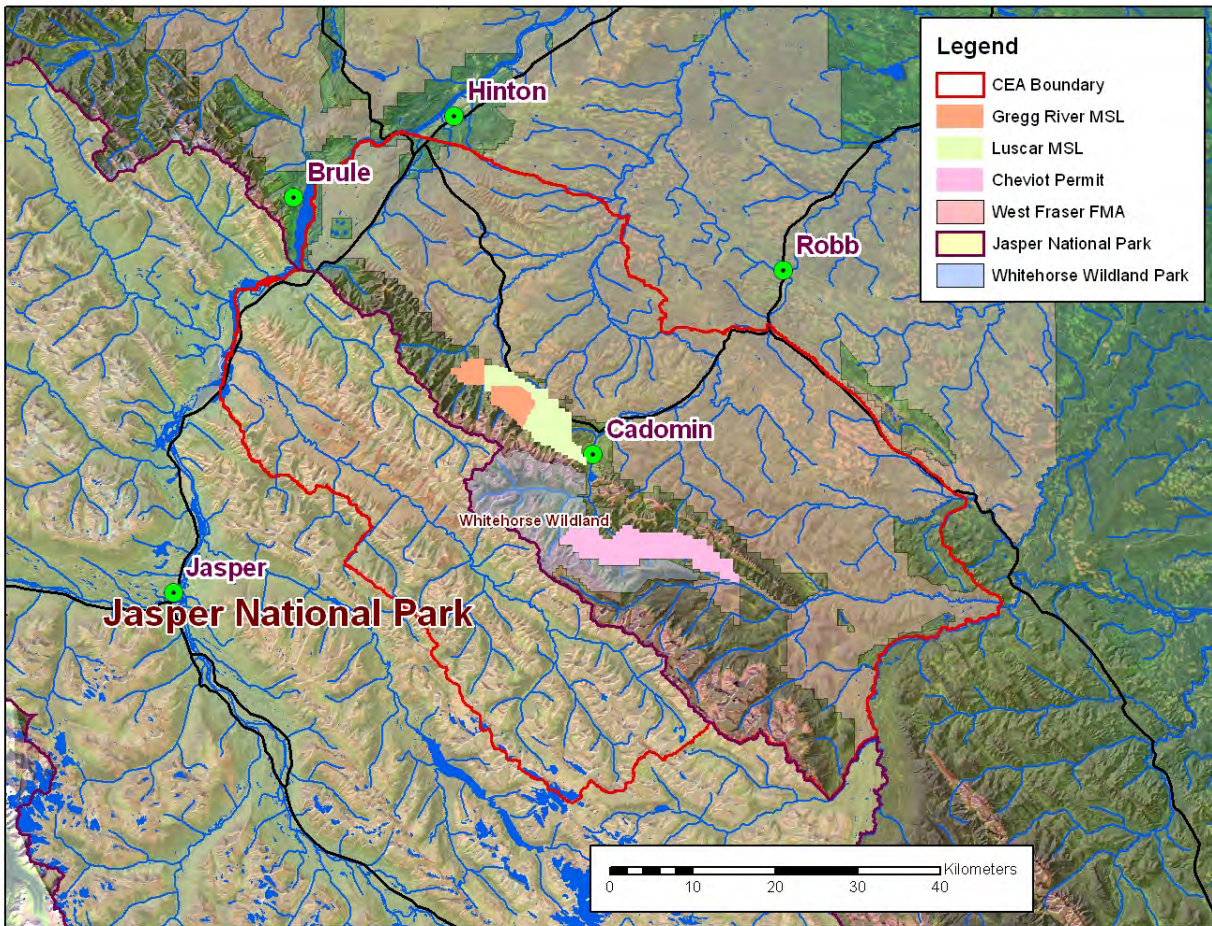 Legend
CEA Boundary
Gregg River MSL
Luscar MSL
Cheviot Permit
West Fraser FMA
Jasper National Park
Whitehorse Wildland Park
Hinton
Brule
Robb
Cadomin
Whitehorse Wildland
Jasper
Jasper National Park
Kilometers
0 10 20 30 40